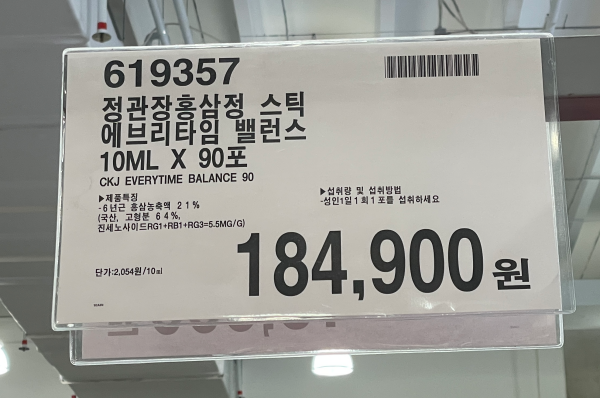 619357
정관장홍삼정 스틱
에브리타임 밸런스
10ML X 90포
CKJ EVERYTIME BALANCE 90
▶제품특징
-6년근 홍삼농축액 21%
(국산, 고형분 64%,
진세노사이드RG1+RB1+RG3=5.5MG/G)
▶섭취량 및 섭취방법
-성인1일1회1포를 섭취하세요
단가:2,054원/10㎖
184,900원